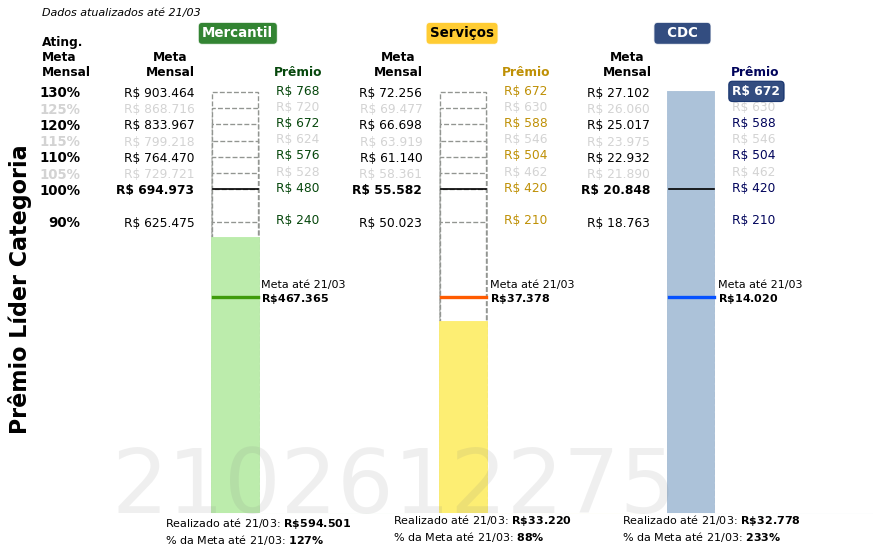 Dados atualizados até 21/03
Mercantil Serviços CDC
Ating. Meta Mensal Meta Mensal Prêmio Meta Mensal Prêmio Meta Mensal Prêmio
130% R$ 903.464 R$ 768 R$ 72.256 R$ 672 R$ 27.102 R$ 672
125% R$ 868.716 R$ 720 R$ 69.477 R$ 630 R$ 26.060 R$ 630
120% R$ 833.967 R$ 672 R$ 66.698 R$ 588 R$ 25.017 R$ 588
115% R$ 799.218 R$ 624 R$ 63.919 R$ 546 R$ 23.975 R$ 546
110% R$ 764.470 R$ 576 R$ 61.140 R$ 504 R$ 22.932 R$ 504
105% R$ 729.721 R$ 528 R$ 58.361 R$ 462 R$ 21.890 R$ 462
100% R$ 694.973 R$ 480 R$ 55.582 R$ 420 R$ 20.848 R$ 420
90% R$ 625.475 R$ 240 R$ 50.023 R$ 210 R$ 18.763 R$ 210
Meta até 21/03 Meta até 21/03 Meta até 21/03
R$467.365 R$37.378 R$14.020
Prêmio Líder Categoria
2102612275
Realizado até 21/03: R$594.501 Realizado até 21/03: R$33.220 Realizado até 21/03: R$32.778
% da Meta até 21/03: 127% % da Meta até 21/03: 88% % da Meta até 21/03: 233%